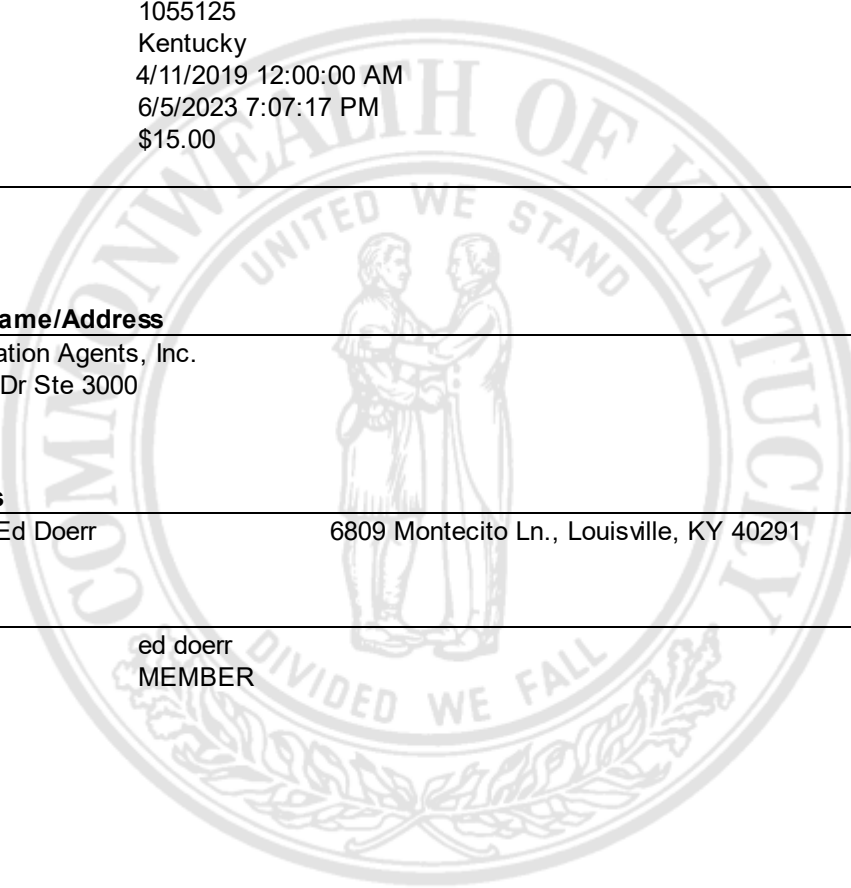 1055125
Kentucky
4/11/2019 12:00:00 AM
6/5/2023 7:07:17 PM
$15.00
COMMONWEALTH OF KENTUCKY
UNITED WE STAND
ame/Address
ation Agents, Inc.
Dr Ste 3000
s
Ed Doerr 6809 Montecito Ln., Louisville, KY 40291
ed doerr
MEMBER
DIVIDED WE FALL